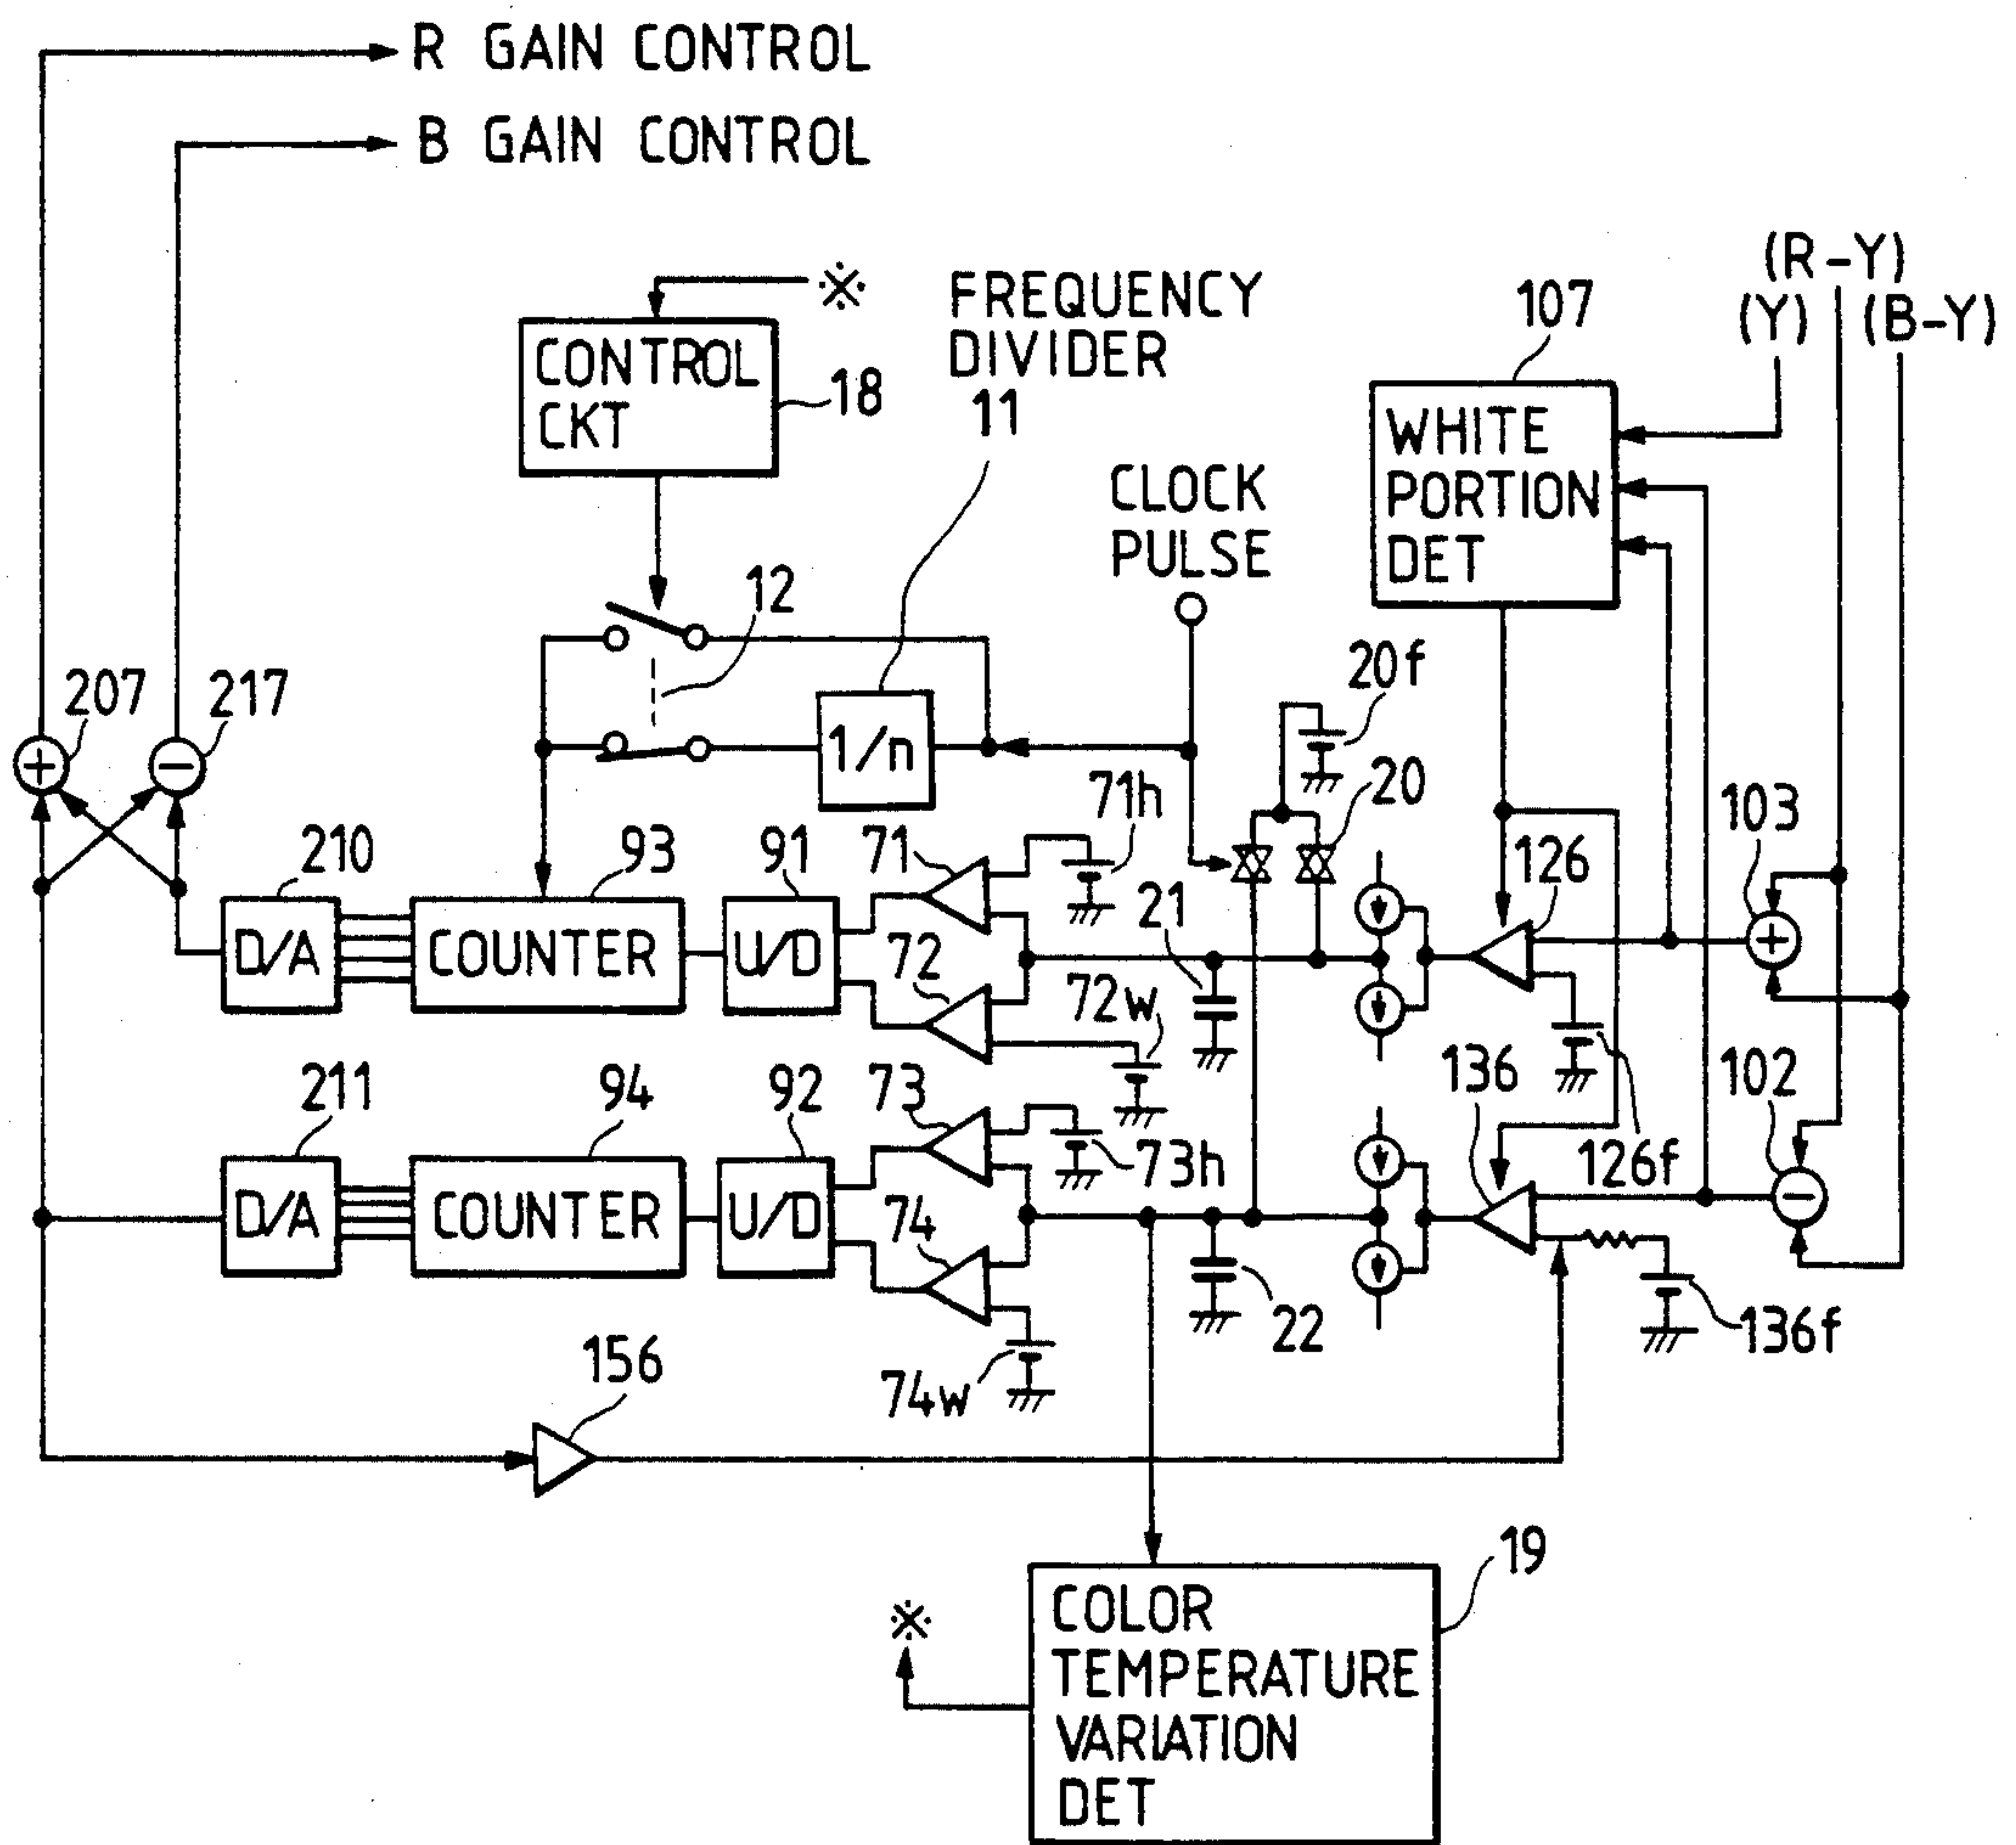 R GAIN CONTROL
B GAIN CONTROL
(R-Y)
(Y) (B-Y)
※
FREQUENCY
DIVIDER
11
107
CONTROL
CKT
18
WHITE
PORTION
DET
CLOCK
PULSE
12
20f
207
217
1/n
71h
20
103
210
93
91
71
126
21
D/A
COUNTER
U/D
+
-
72
72w
211
94
92
73
136
102
126f
73h
D/A
COUNTER
U/D
74
22
136f
+
-
156
74w
19
※
COLOR
TEMPERATURE
VARIATION
DET